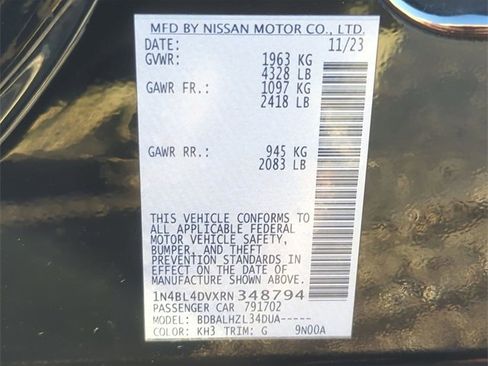 MFD BY NISSAN MOTOR CO., LTD.
DATE: 11/23
GVWR: 1963 KG
4328 LB
GAWR FR.: 1097 KG
2418 LB
GAWR RR.: 945 KG
2083 LB
THIS VEHICLE CONFORMS TO
ALL APPLICABLE FEDERAL
MOTOR VEHICLE SAFETY,
BUMPER, AND THEFT
PREVENTION STANDARDS IN
EFFECT ON THE DATE OF
MANUFACTURE SHOWN ABOVE.
1N4BL4DVXRN348794
PASSENGER CAR 791702
MODEL: BDBALHZL34DUA-----
COLOR: KH3 TRIM: G 9N00A